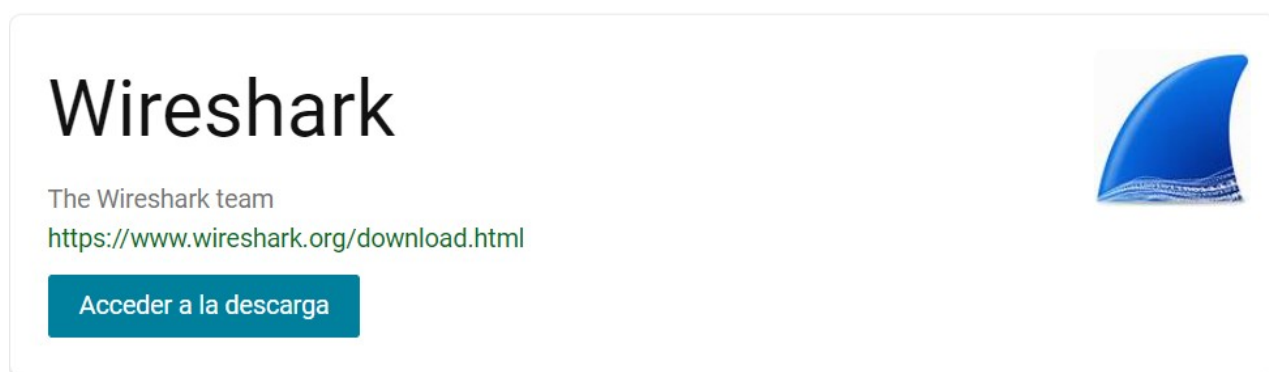 Wireshark
The Wireshark team
https://www.wireshark.org/download.html
Acceder a la descarga